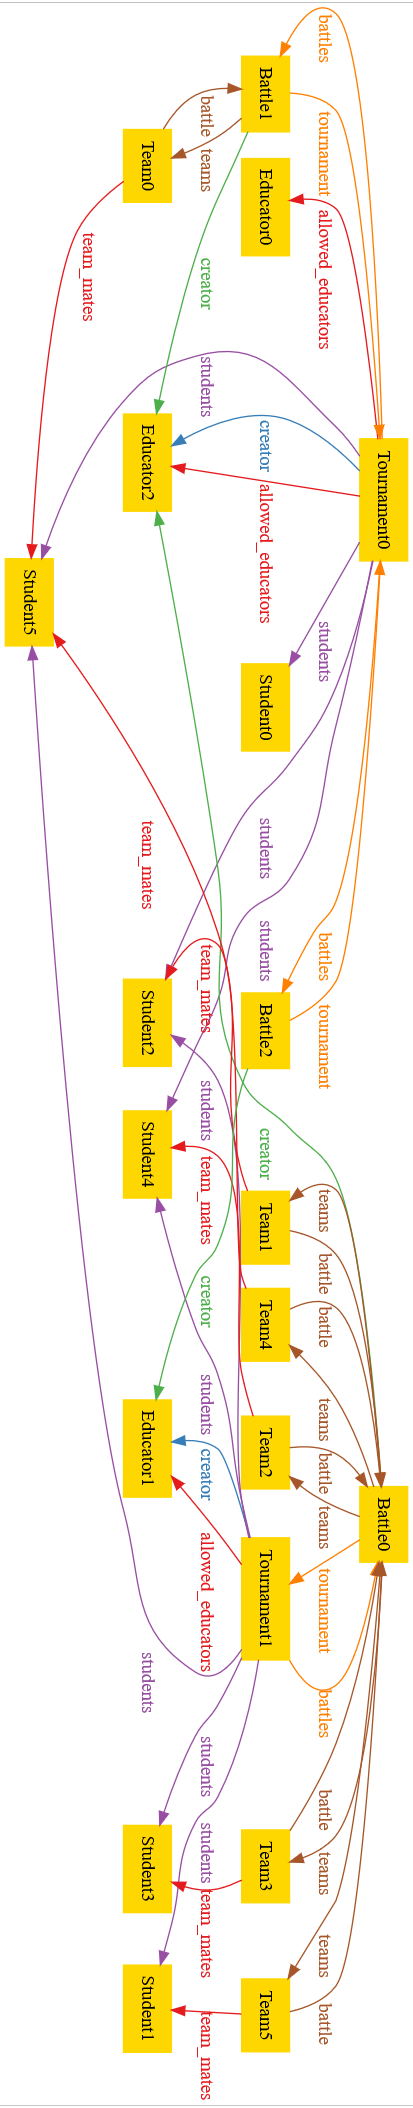 Tournament0
Battle0
battles
tournament
allowed_educators
students
battles
tournament
teams
battle
battle
teams
battle
teams
tournament
battles
battle
teams
teams
battle
Battle1
Educator0
creator
allowed_educators
Student0
students
students
Battle2
creator
Team1
Team4
Team2
Tournament1
Team3
Team5
battle
teams
creator
students
team_mates
students
team_mates
creator
students
creator
allowed_educators
students
students
team_mates
team_mates
Team0
Educator2
team_mates
Student2
Student4
Educator1
students
Student3
Student1
team_mates
Student5